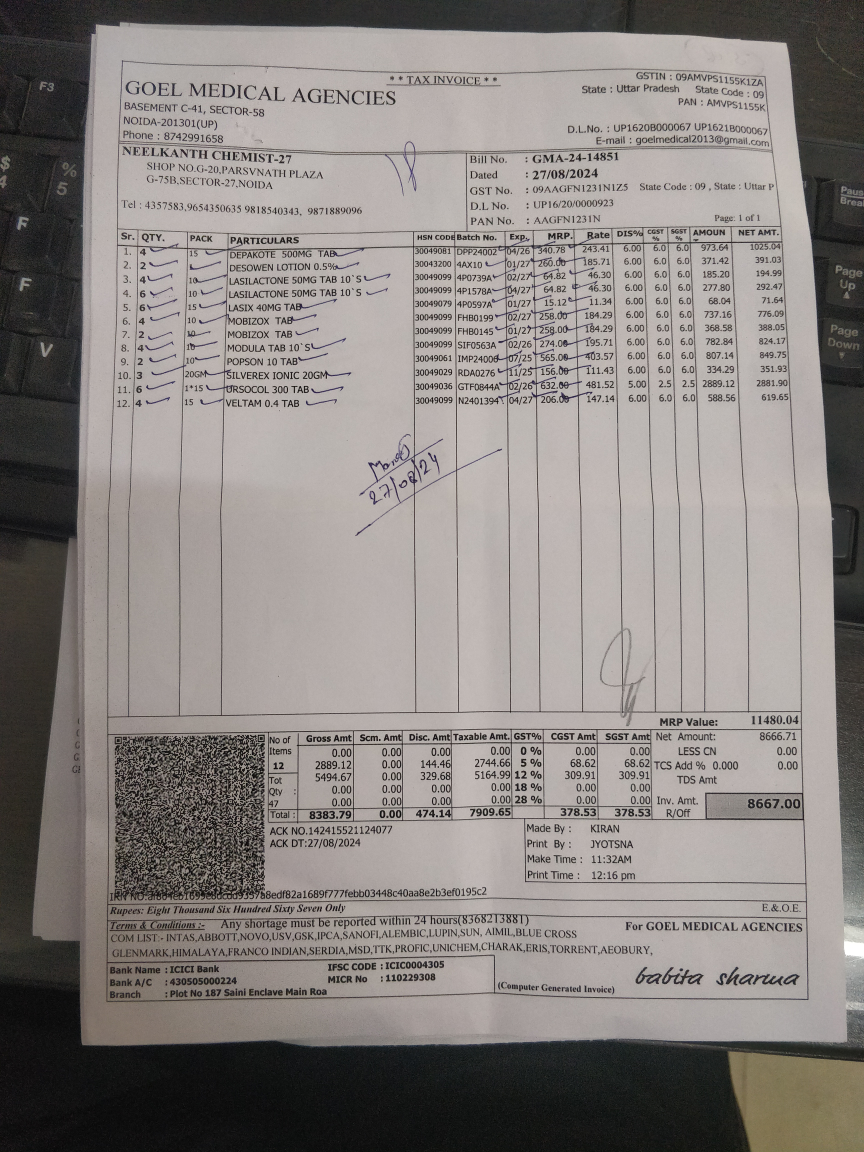 * * TAX INVOICE * *
GOEL MEDICAL AGENCIES
BASEMENT C-41, SECTOR-58
NOIDA-201301(UP)
Phone : 8742991658
GSTIN : 09AMVPS1155K1ZA
State : Uttar Pradesh State Code : 09
PAN : AMVPS1155K
D.L.No. : UP1620B000067 UP1621B000067
E-mail : goelmedical2013@gmail.com
NEELKANTH CHEMIST-27
SHOP NO.G-20,PARSVNATH PLAZA
G-75B,SECTOR-27,NOIDA
Tel : 4357583,9654350635 9818540343, 9871889096
Bill No. : GMA-24-14851
Dated : 27/08/2024
GST No. : 09AAGFN1231N1Z5 State Code : 09 , State : Uttar P
D.L No. : UP16/20/0000923
PAN No. : AAGFN1231N Page: 1 of 1
Sr. QTY. PACK PARTICULARS HSN CODE Batch No. Exp. MRP. Rate DIS% CGST % SGST % AMOUN NET AMT.
1. 4 15 DEPAKOTE 500MG TAB 30049081 DPP24002 04/26 340.78 243.41 6.00 6.0 6.0 973.64 1025.04
2. 2 DESOWEN LOTION 0.5% 30043200 4AX10 01/27 260.00 185.71 6.00 6.0 6.0 371.42 391.03
3. 4 10 LASILACTONE 50MG TAB 10`S 30049099 4P0739A 02/27 64.82 46.30 6.00 6.0 6.0 185.20 194.99
4. 6 10 LASILACTONE 50MG TAB 10`S 30049099 4P1578A 04/27 64.82 46.30 6.00 6.0 6.0 277.80 292.47
5. 6 15 LASIX 40MG TAB 30049079 4P0597A 01/27 15.12 11.34 6.00 6.0 6.0 68.04 71.64
6. 4 10 MOBIZOX TAB 30049099 FHB0199 02/27 258.00 184.29 6.00 6.0 6.0 737.16 776.09
7. 2 10 MOBIZOX TAB 30049099 FHB0145 01/27 258.00 184.29 6.00 6.0 6.0 368.58 388.05
8. 4 10 MODULA TAB 10`S 30049099 SIF0563A 02/26 274.00 195.71 6.00 6.0 6.0 782.84 824.17
9. 2 10 POPSON 10 TAB 30049061 IMP24006 07/25 565.00 403.57 6.00 6.0 6.0 807.14 849.75
10. 3 20GM SILVEREX IONIC 20GM 30049029 RDA0276 11/25 156.00 111.43 6.00 6.0 6.0 334.29 351.93
11. 6 1*15 URSOCOL 300 TAB 30049036 GTF0844A 02/26 632.00 481.52 5.00 2.5 2.5 2889.12 2881.90
12. 4 15 VELTAM 0.4 TAB 30049099 N2401394 04/27 206.00 147.14 6.00 6.0 6.0 588.56 619.65
27/08/24
MRP Value: 11480.04
No of Items 12 Tot Qty : 47
Gross Amt Scm. Amt Disc. Amt Taxable Amt. GST% CGST Amt SGST Amt
0.00 0.00 0.00 0.00 0 % 0.00 0.00
2889.12 0.00 144.46 2744.66 5 % 68.62 68.62
5494.67 0.00 329.68 5164.99 12 % 309.91 309.91
0.00 0.00 0.00 0.00 18 % 0.00 0.00
0.00 0.00 0.00 0.00 28 % 0.00 0.00
Total : 8383.79 0.00 474.14 7909.65 378.53 378.53
Net Amount: 8666.71
LESS CN 0.00
TCS Add % 0.000 0.00
TDS Amt
Inv. Amt. 8667.00
R/Off
ACK NO.142415521124077
ACK DT:27/08/2024
Made By : KIRAN
Print By : JYOTSNA
Make Time : 11:32AM
Print Time : 12:16 pm
Rupees: Eight Thousand Six Hundred Sixty Seven Only E.&.O.E.
Terms & Conditions :- Any shortage must be reported within 24 hours(8368213881)
COM LIST:- INTAS,ABBOTT,NOVO,USV,GSK,IPCA,SANOFI,ALEMBIC,LUPIN,SUN, AIMIL,BLUE CROSS
GLENMARK,HIMALAYA,FRANCO INDIAN,SERDIA,MSD,TTK,PROFIC,UNICHEM,CHARAK,ERIS,TORRENT,AEOBURY,
For GOEL MEDICAL AGENCIES
Bank Name : ICICI Bank IFSC CODE : ICIC0004305
Bank A/C : 430505000224 MICR No : 110229308
Branch : Plot No 187 Saini Enclave Main Roa
(Computer Generated Invoice)
babita sharma
F3
$
4
%
5
F
F
V
Pause
Break
Page
Up
Page
Down